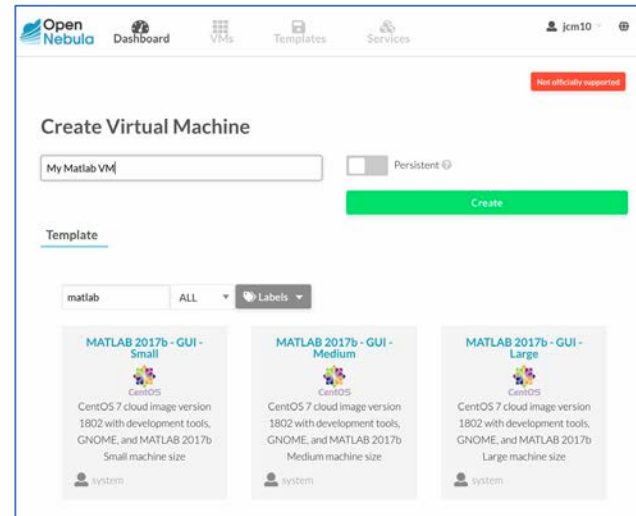 Open Nebula
Dashboard
VMs
Templates
Services
jcm10
Not officially supported
Create Virtual Machine
My Matlab VM
Persistent
Create
Template
matlab
ALL
Labels
MATLAB 2017b - GUI -
Small
CentOS
CentOS 7 cloud image version
1802 with development tools,
GNOME, and MATLAB 2017b
Small machine size
system
MATLAB 2017b - GUI -
Medium
CentOS
CentOS 7 cloud image version
1802 with development tools,
GNOME, and MATLAB 2017b
Medium machine size
system
MATLAB 2017b - GUI -
Large
CentOS
CentOS 7 cloud image version
1802 with development tools,
GNOME, and MATLAB 2017b
Large machine size
system